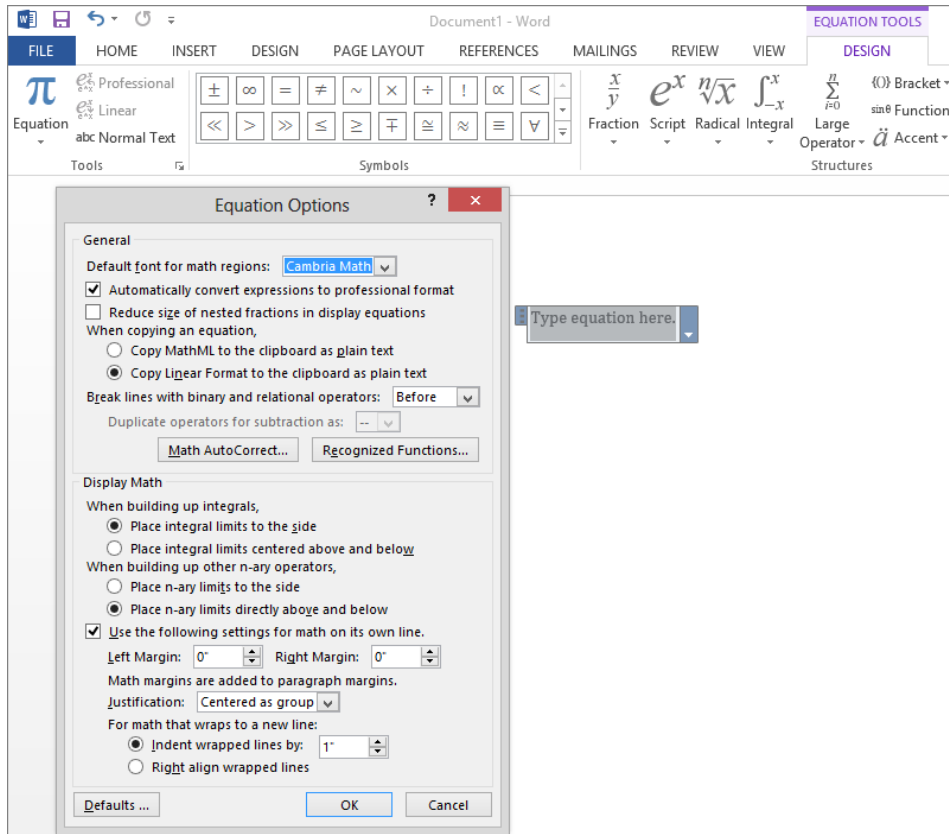 Document1 - Word
EQUATION TOOLS
FILE HOME INSERT DESIGN PAGE LAYOUT REFERENCES MAILINGS REVIEW VIEW DESIGN
π
Equation
Professional
Linear
abc Normal Text
Tools
± ∞ = ≠ ~ × ÷ ! ∝ <
≪ > ≫ ≤ ≥ ∓ ≅ ≈ ≡ ∀
Symbols
x/y
Fraction
eˣ
Script
ⁿ√x
Radical
∫ˣ₋ₓ
Integral
n
Σ
i=0
Large
Operator
{()} Bracket
sinθ Function
ä Accent
Structures
Equation Options
?
General
Default font for math regions: Cambria Math
Automatically convert expressions to professional format
Reduce size of nested fractions in display equations
When copying an equation,
Copy MathML to the clipboard as plain text
Copy Linear Format to the clipboard as plain text
Break lines with binary and relational operators: Before
Duplicate operators for subtraction as: --
Math AutoCorrect... Recognized Functions...
Display Math
When building up integrals,
Place integral limits to the side
Place integral limits centered above and below
When building up other n-ary operators,
Place n-ary limits to the side
Place n-ary limits directly above and below
Use the following settings for math on its own line.
Left Margin: 0" Right Margin: 0"
Math margins are added to paragraph margins.
Justification: Centered as group
For math that wraps to a new line:
Indent wrapped lines by: 1"
Right align wrapped lines
Defaults ... OK Cancel
Type equation here.